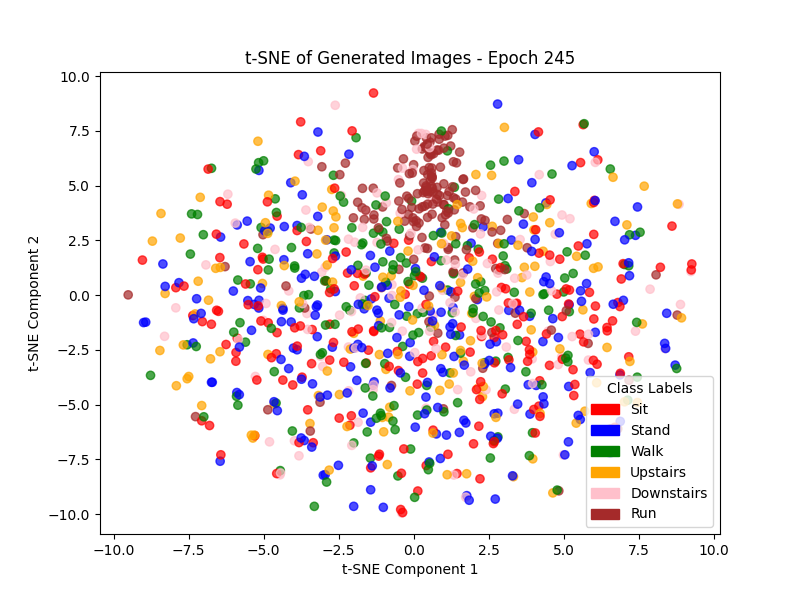 t-SNE of Generated Images - Epoch 245
10.0
7.5
5.0
2.5
0.0
−2.5
−5.0
−7.5
−10.0
t-SNE Component 2
Class Labels
Sit
Stand
Walk
Upstairs
Downstairs
Run
−10.0 −7.5 −5.0 −2.5 0.0 2.5 5.0 7.5 10.0
t-SNE Component 1